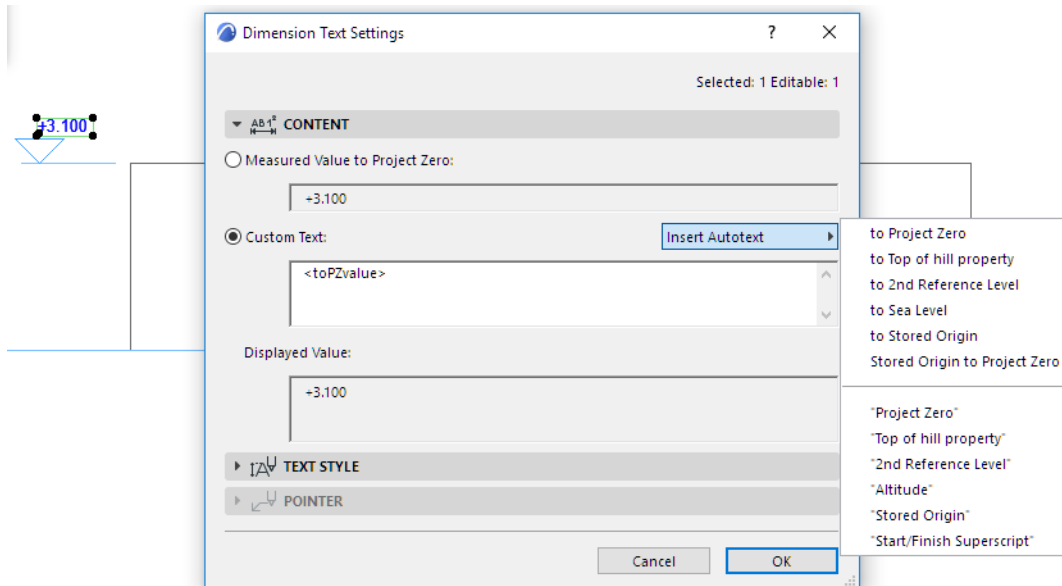 Dimension Text Settings
?
Selected: 1 Editable: 1
+3.100
AB1² CONTENT
Measured Value to Project Zero:
+3.100
Custom Text:
Insert Autotext
<toPZvalue>
Displayed Value:
+3.100
TEXT STYLE
POINTER
Cancel
OK
to Project Zero
to Top of hill property
to 2nd Reference Level
to Sea Level
to Stored Origin
Stored Origin to Project Zero
"Project Zero"
"Top of hill property"
"2nd Reference Level"
"Altitude"
"Stored Origin"
"Start/Finish Superscript"